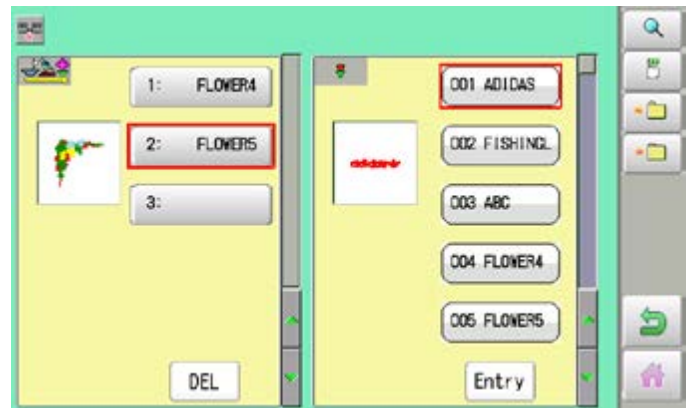 1: FLOWER4
2: FLOWER5
3:
DEL
001 ADIDAS
002 FISHINGL
003 ABC
004 FLOWER4
005 FLOWER5
Entry